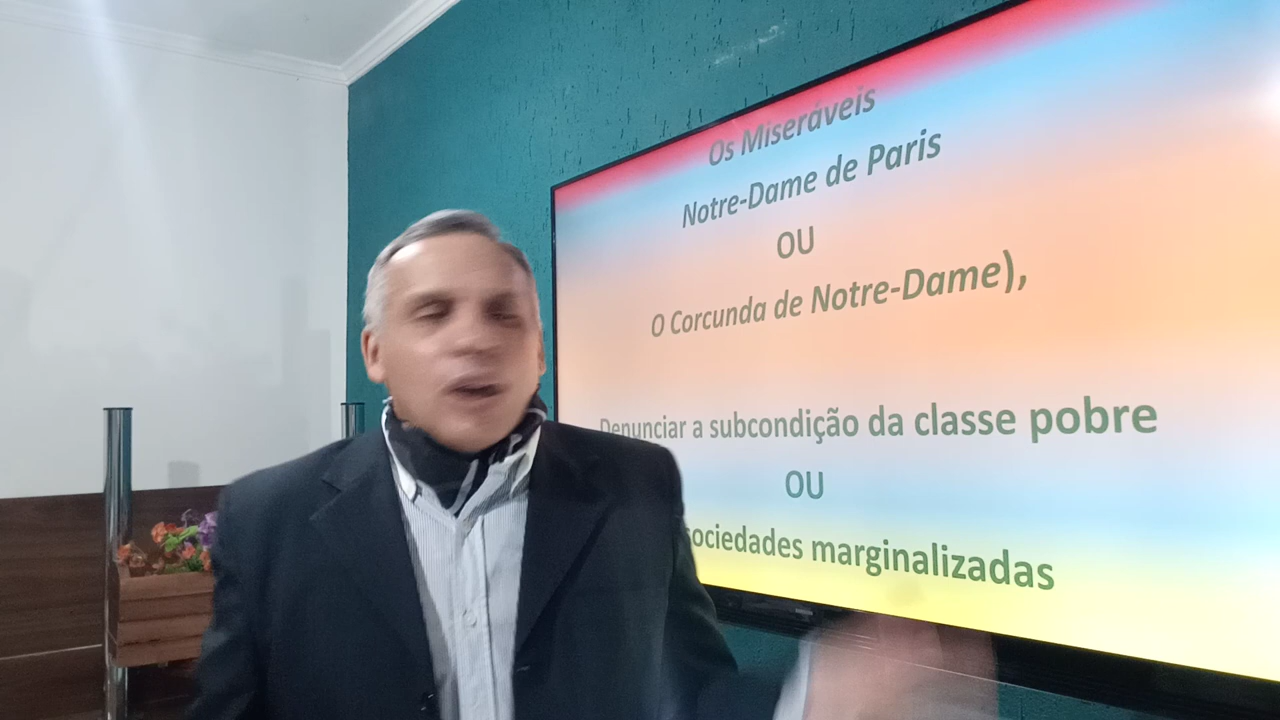 Os Miseráveis
Notre-Dame de Paris
OU
O Corcunda de Notre-Dame),
Denunciar a subcondição da classe pobre
OU
sociedades marginalizadas